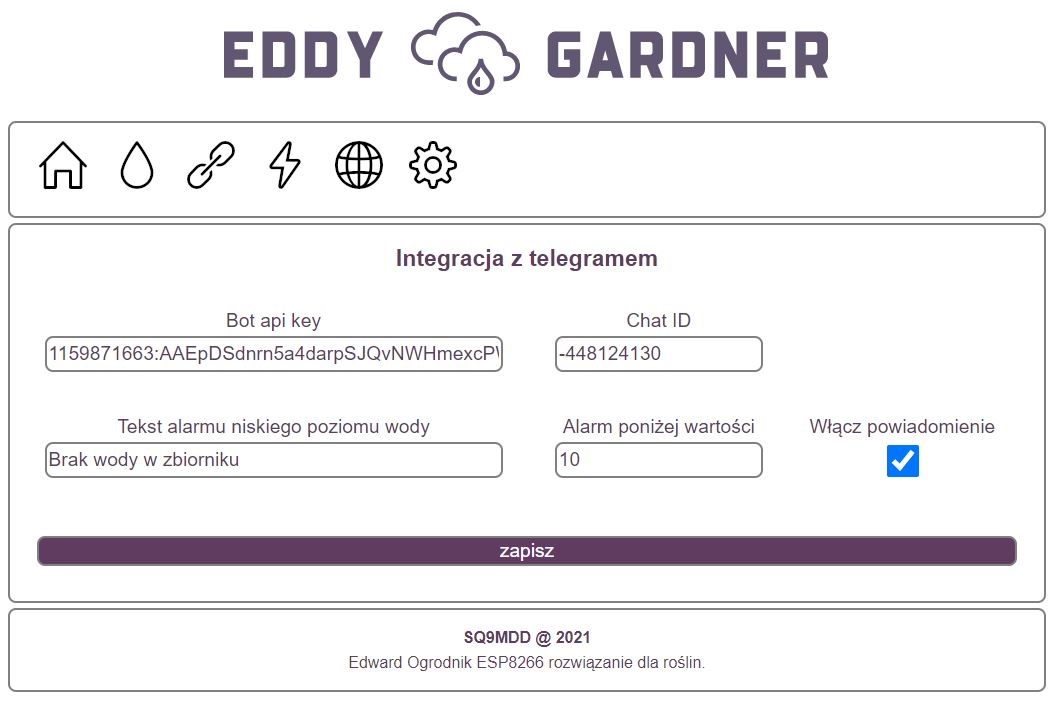 EDDY GARDNER
Integracja z telegramem
Bot api key
Chat ID
1159871663:AAEpDSdnrn5a4darpSJQvNWHmexcPW
-448124130
Tekst alarmu niskiego poziomu wody
Alarm poniżej wartości
Włącz powiadomienie
Brak wody w zbiorniku
10
zapisz
SQ9MDD @ 2021
Edward Ogrodnik ESP8266 rozwiązanie dla roślin.